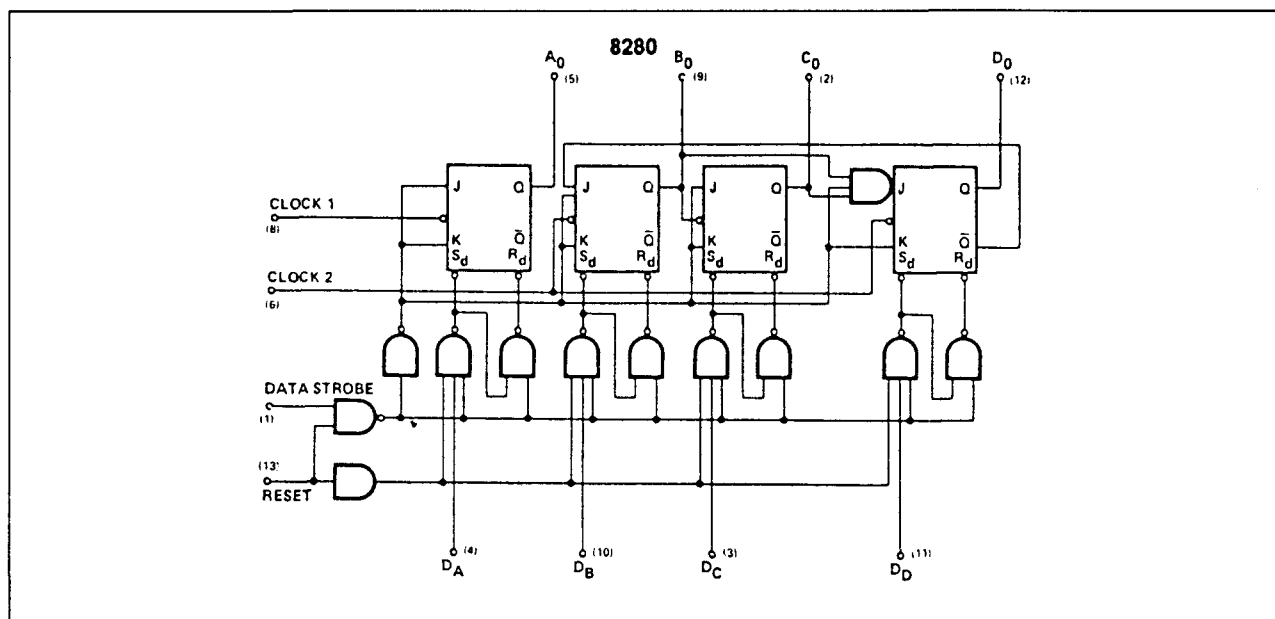 8280
A0 B0 C0 D0
(5) (9) (2) (12)
J Q J Q J Q J Q
CLOCK 1
(8)
K Q̅ K Q̅ K Q̅ K Q̅
Sd Rd Sd Rd Sd Rd Sd Rd
CLOCK 2
(6)
DATA STROBE
(1)
(13)
RESET
(4) (10) (3) (11)
DA DB DC DD